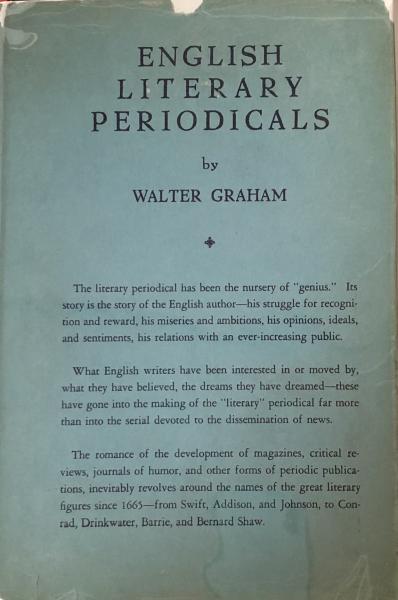 ENGLISH
LITERARY
PERIODICALS
by
WALTER GRAHAM
The literary periodical has been the nursery of "genius." Its
story is the story of the English author—his struggle for recogni-
tion and reward, his miseries and ambitions, his opinions, ideals,
and sentiments, his relations with an ever-increasing public.
What English writers have been interested in or moved by,
what they have believed, the dreams they have dreamed—these
have gone into the making of the "literary" periodical far more
than into the serial devoted to the dissemination of news.
The romance of the development of magazines, critical re-
views, journals of humor, and other forms of periodic publica-
tions, inevitably revolves around the names of the great literary
figures since 1665—from Swift, Addison, and Johnson, to Con-
rad, Drinkwater, Barrie, and Bernard Shaw.